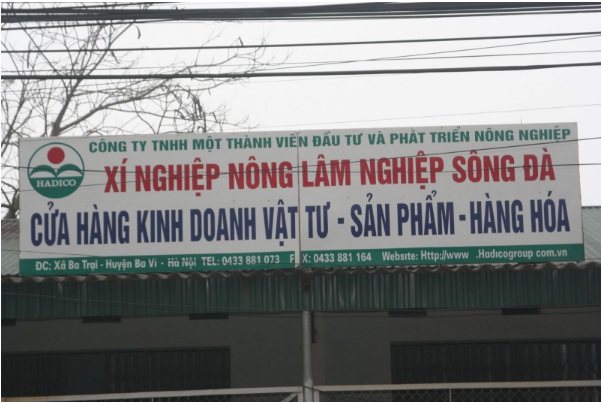 CÔNG TY TNHH MỘT THÀNH VIÊN ĐẦU TƯ VÀ PHÁT TRIỂN NÔNG NGHIỆP
HADICO
XÍ NGHIỆP NÔNG LÂM NGHIỆP SÔNG ĐÀ
CỬA HÀNG KINH DOANH VẬT TƯ - SẢN PHẨM - HÀNG HÓA
ĐC: Xã Ba Trại - Huyện Ba Vì - Hà Nội TEL: 0433 881 073 FAX: 0433 881 164 Website: Http://www .Hadicogroup com.vn